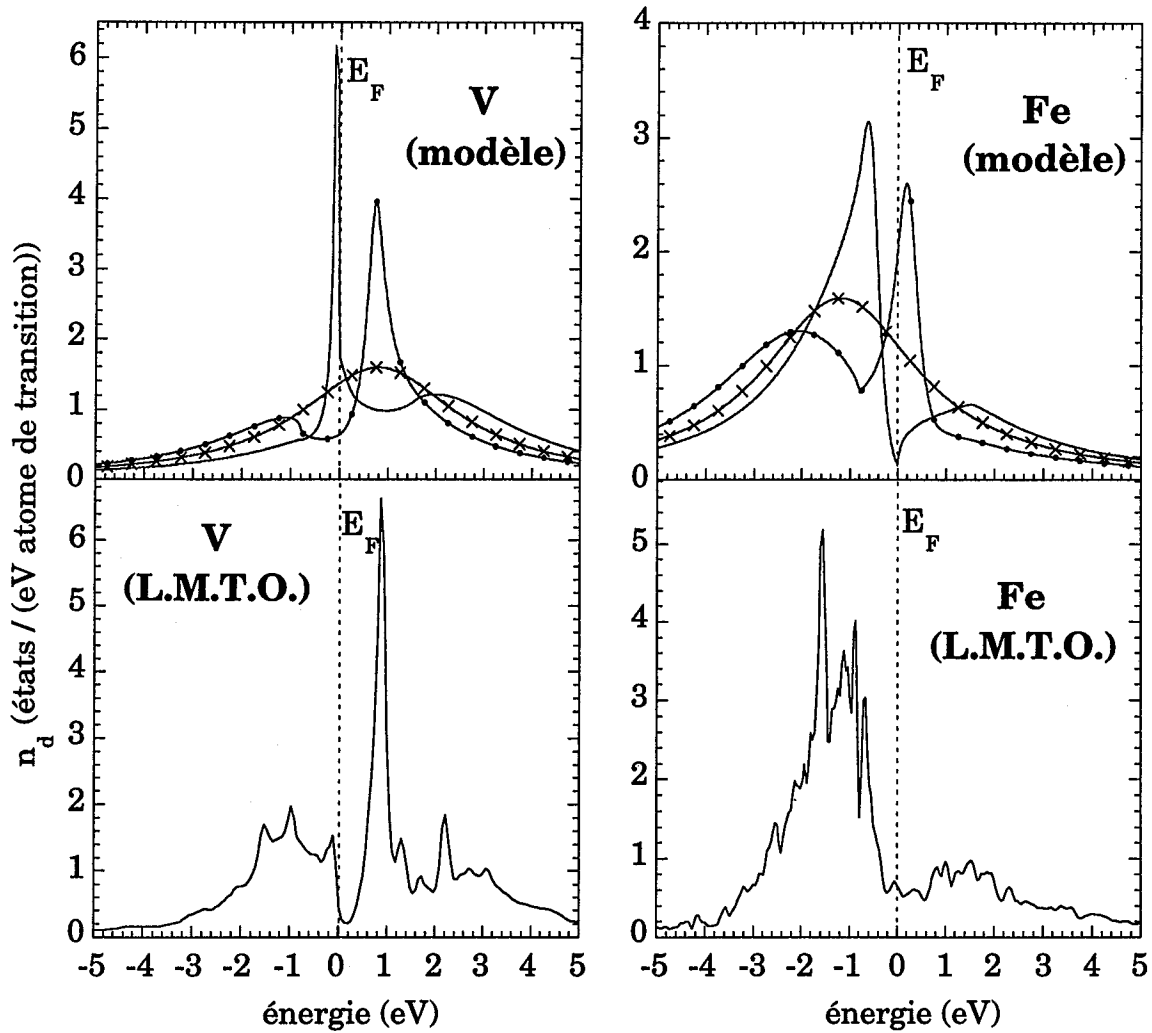 n_d (états / (eV atome de transition))
6
5
4
3
2
1
0
E_F
V
(modèle)
4
3
2
1
0
E_F
Fe
(modèle)
6
5
4
3
2
1
0
V
(L.M.T.O.)
E_F
-5 -4 -3 -2 -1 0 1 2 3 4 5
énergie (eV)
5
4
3
2
1
0
E_F
Fe
(L.M.T.O.)
-5 -4 -3 -2 -1 0 1 2 3 4 5
énergie (eV)